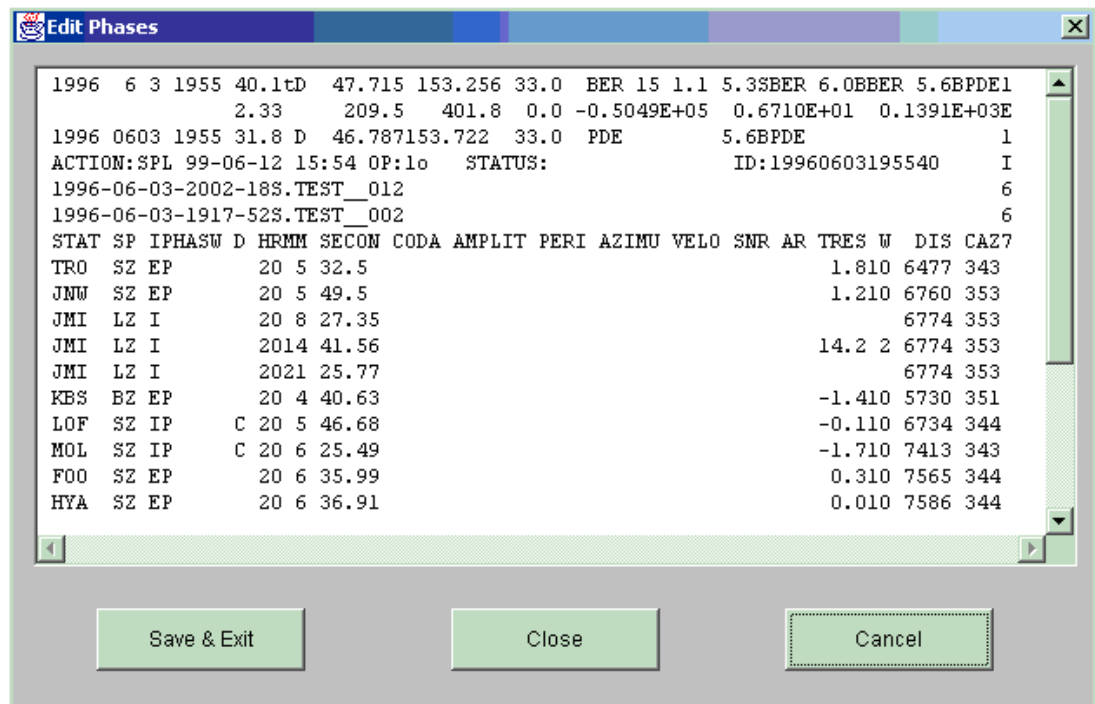 Edit Phases
1996  6 3 1955 40.1tD  47.715 153.256 33.0  BER 15 1.1 5.3SBER 6.0BBER 5.6BPDE1
2.33      209.5   401.8  0.0 -0.5049E+05  0.6710E+01  0.1391E+03E
1996 0603 1955 31.8 D  46.787153.722  33.0  PDE         5.6BPDE                1
ACTION:SPL 99-06-12 15:54 OP:lo   STATUS:               ID:19960603195540     I
1996-06-03-2002-18S.TEST__012                                                 6
1996-06-03-1917-52S.TEST__002                                                 6
STAT SP IPHASW D HRMM SECON CODA AMPLIT PERI AZIMU VELO SNR AR TRES W  DIS CAZ7
TRO  SZ EP       20 5 32.5                                      1.810 6477 343
JNW  SZ EP       20 5 49.5                                      1.210 6760 353
JMI  LZ I        20 8 27.35                                           6774 353
JMI  LZ I        2014 41.56                                    14.2 2 6774 353
JMI  LZ I        2021 25.77                                           6774 353
KBS  BZ EP       20 4 40.63                                    -1.410 5730 351
LOF  SZ IP     C 20 5 46.68                                    -0.110 6734 344
MOL  SZ IP     C 20 6 25.49                                    -1.710 7413 343
FOO  SZ EP       20 6 35.99                                     0.310 7565 344
HYA  SZ EP       20 6 36.91                                     0.010 7586 344
Save & Exit
Close
Cancel